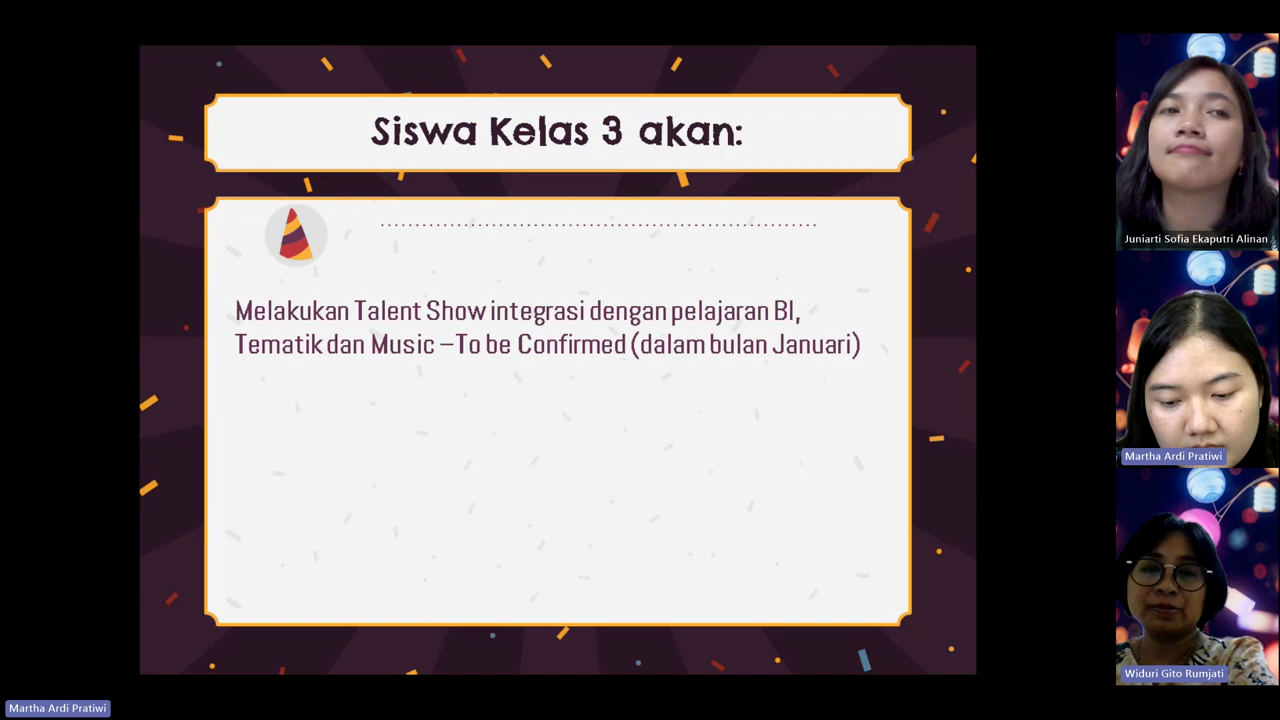 Siswa Kelas 3 akan:
Melakukan Talent Show integrasi dengan pelajaran BI,
Tematik dan Music –To be Confirmed (dalam bulan Januari)
Juniarti Sofia Ekaputri Alinan
Martha Ardi Pratiwi
Widuri Gito Rumjati
Martha Ardi Pratiwi